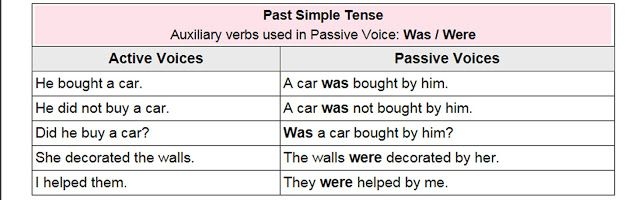 Past Simple Tense
Auxiliary verbs used in Passive Voice: Was / Were
Active Voices Passive Voices
He bought a car. A car was bought by him.
He did not buy a car. A car was not bought by him.
Did he buy a car? Was a car bought by him?
She decorated the walls. The walls were decorated by her.
I helped them. They were helped by me.